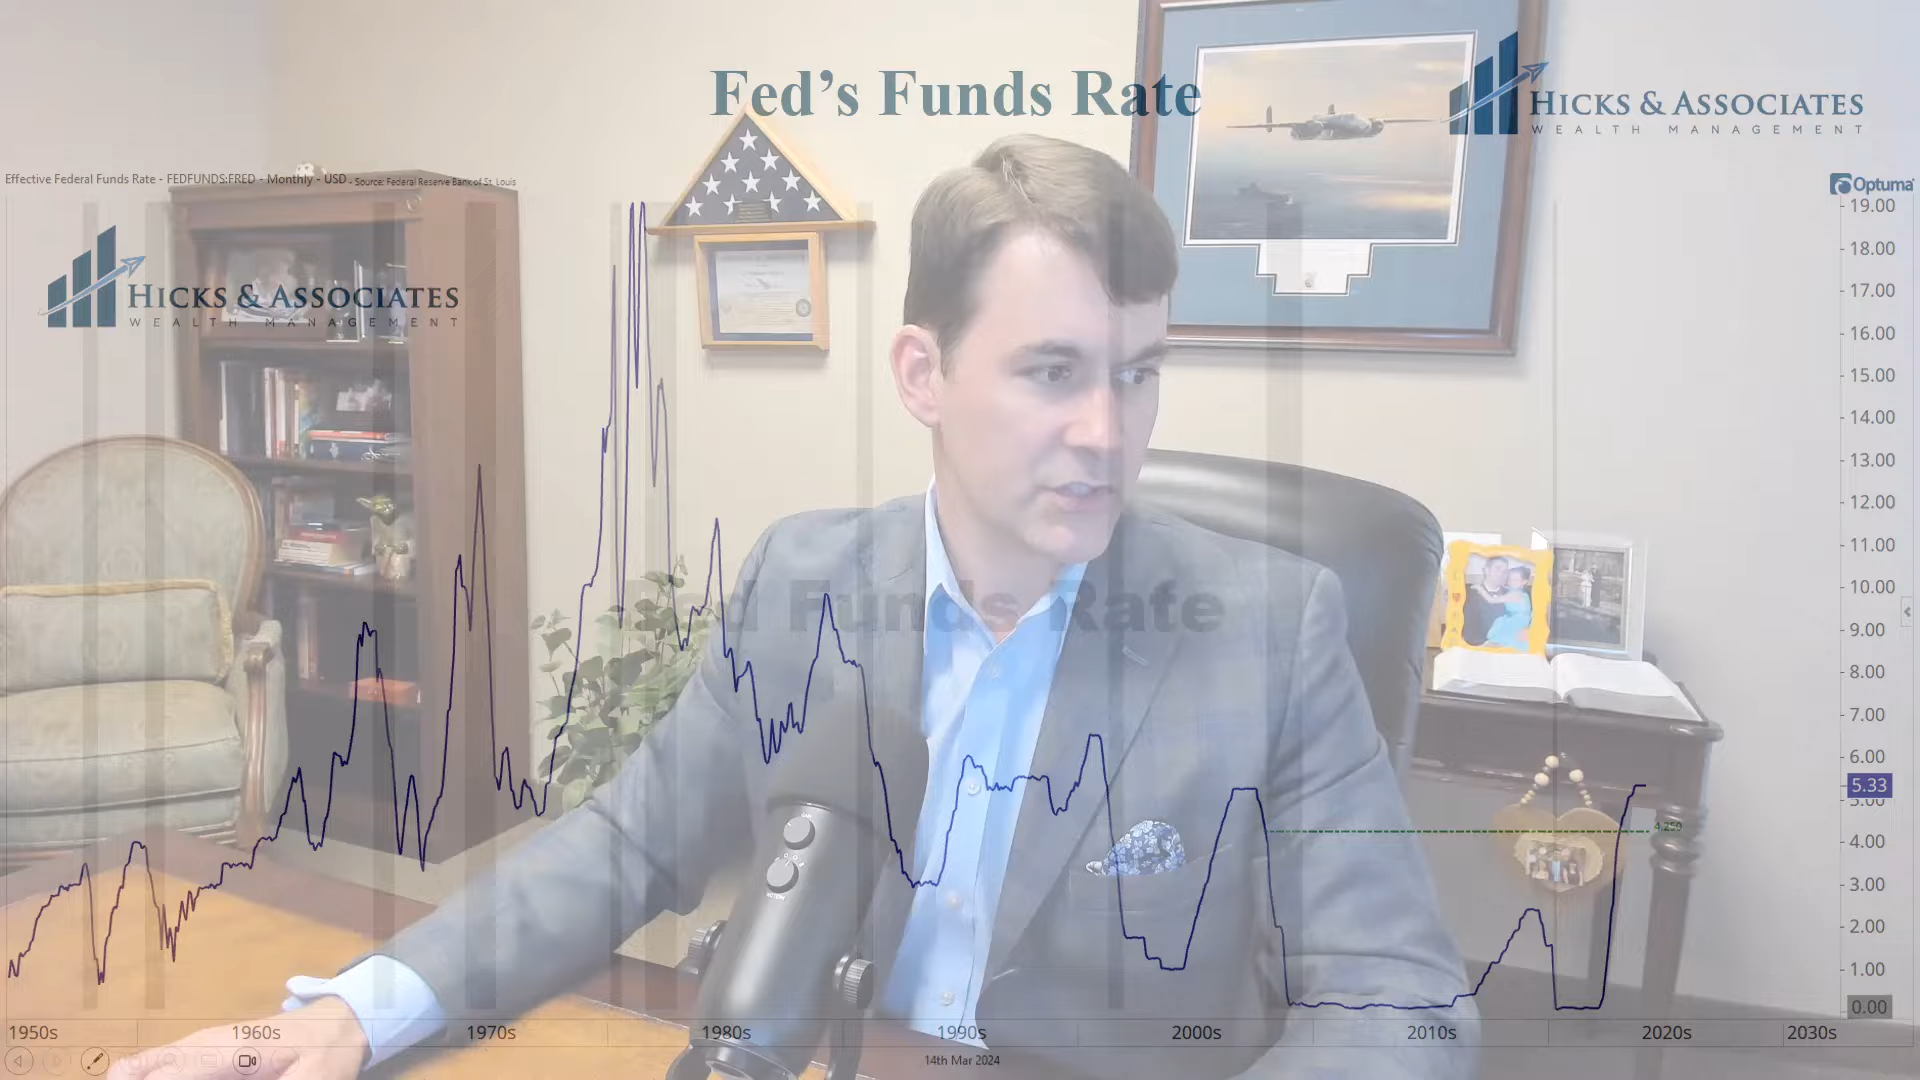 Fed's Funds Rate
HICKS & ASSOCIATES
WEALTH MANAGEMENT
Effective Federal Funds Rate - FEDFUNDS:FRED - Monthly - USD - Source: Federal Reserve Bank of St. Louis
Optuma
HICKS & ASSOCIATES
WEALTH MANAGEMENT
19.00
18.00
17.00
16.00
15.00
14.00
13.00
12.00
11.00
10.00
9.00
8.00
7.00
6.00
5.33
5.00
4.250
4.00
3.00
2.00
1.00
0.00
Fed Funds Rate
1950s 1960s 1970s 1980s 1990s 2000s 2010s 2020s 2030s
14th Mar 2024